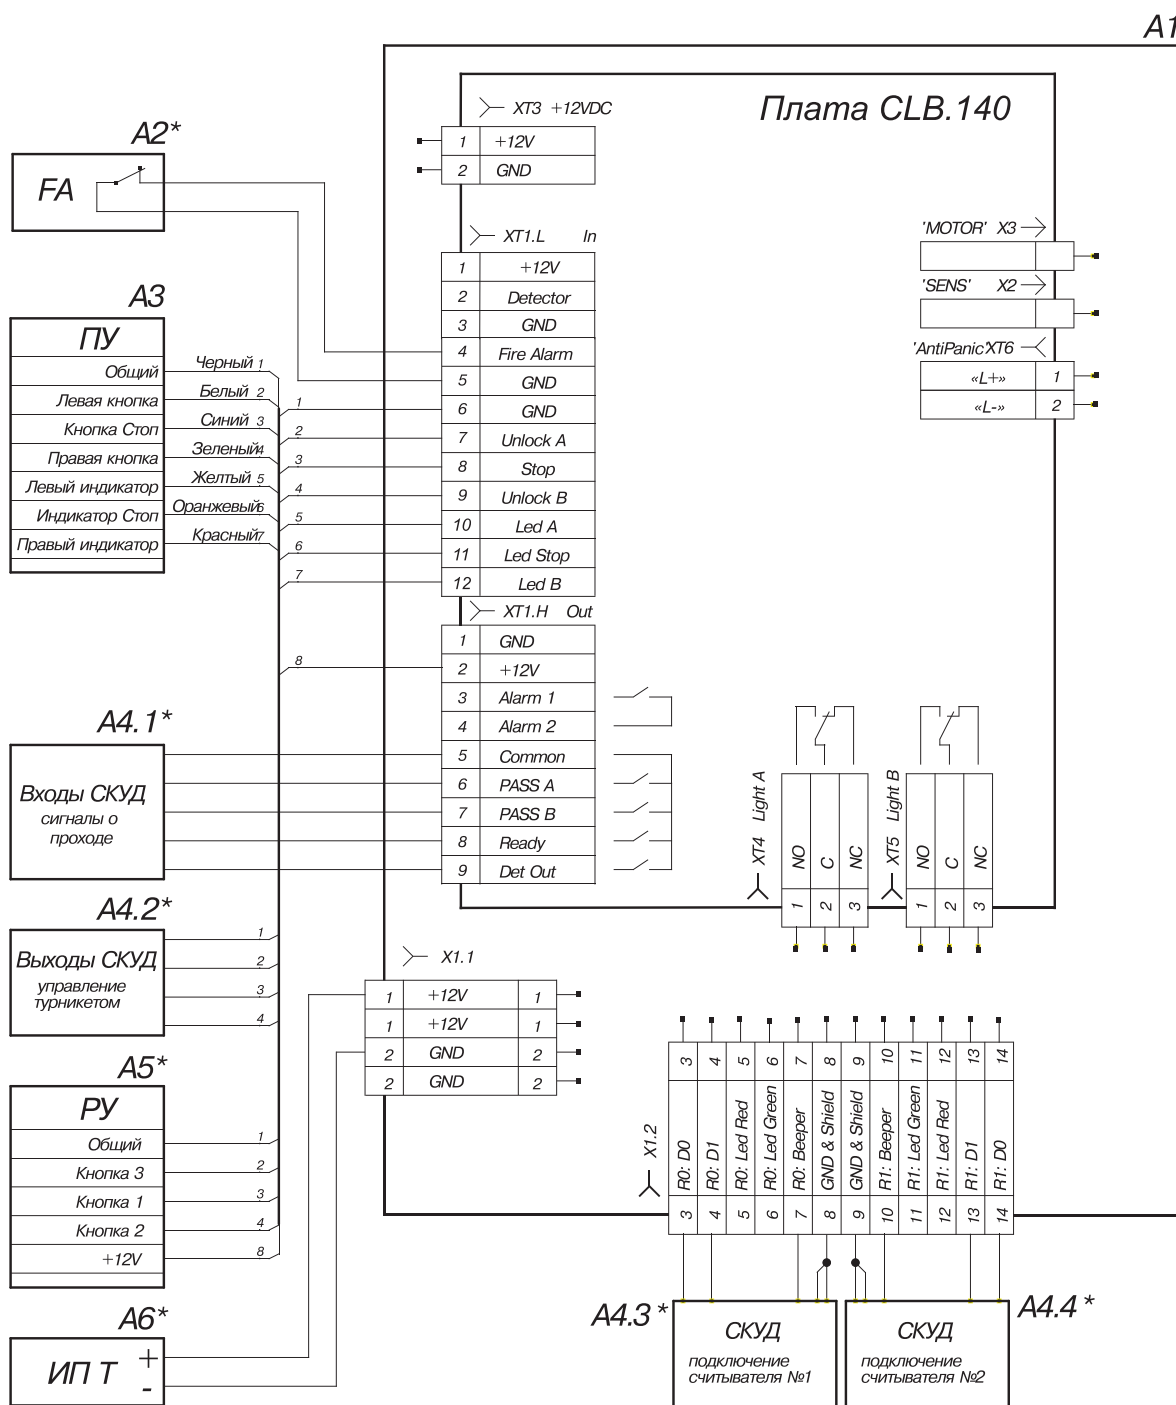 A1
Плата CLB.140
XT3 +12VDC
1 +12V
2 GND
A2*
FA
XT1.L In
1 +12V
2 Detector
3 GND
4 Fire Alarm
5 GND
6 GND
7 Unlock A
8 Stop
9 Unlock B
10 Led A
11 Led Stop
12 Led B
'MOTOR' X3
'SENS' X2
'AntiPanic' XT6
«L+» 1
«L-» 2
A3
ПУ
Общий Черный 1
Левая кнопка Белый 2
Кнопка Стоп Синий 3
Правая кнопка Зеленый 4
Левый индикатор Желтый 5
Индикатор Стоп Оранжевый 6
Правый индикатор Красный 7
1
2
3
4
5
6
7
8
XT1.H Out
1 GND
2 +12V
3 Alarm 1
4 Alarm 2
5 Common
6 PASS A
7 PASS B
8 Ready
9 Det Out
A4.1*
Входы СКУД
сигналы о
проходе
XT4 Light A
NO C NC
1 2 3
XT5 Light B
NO C NC
1 2 3
A4.2*
Выходы СКУД
управление
турникетом
1
2
3
4
X1.1
1 +12V 1
1 +12V 1
2 GND 2
2 GND 2
A5*
РУ
Общий 1
Кнопка 3 2
Кнопка 1 3
Кнопка 2 4
+12V 8
A6*
ИП Т + -
X1.2
3 R0: D0 3
4 R0: D1 4
5 R0: Led Red 5
6 R0: Led Green 6
7 R0: Beeper 7
8 GND & Shield 8
9 GND & Shield 9
10 R1: Beeper 10
11 R1: Led Green 11
12 R1: Led Red 12
13 R1: D1 13
14 R1: D0 14
A4.3*
СКУД
подключение
считывателя №1
A4.4*
СКУД
подключение
считывателя №2